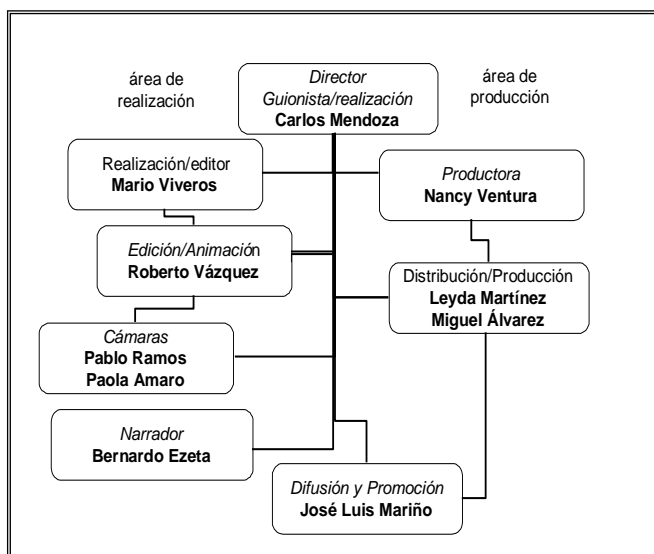 área de
realización
Director
Guionista/realización
Carlos Mendoza
área de
producción
Realización/editor
Mario Viveros
Productora
Nancy Ventura
Edición/Animación
Roberto Vázquez
Distribución/Producción
Leyda Martínez
Miguel Álvarez
Cámaras
Pablo Ramos
Paola Amaro
Narrador
Bernardo Ezeta
Difusión y Promoción
José Luis Mariño